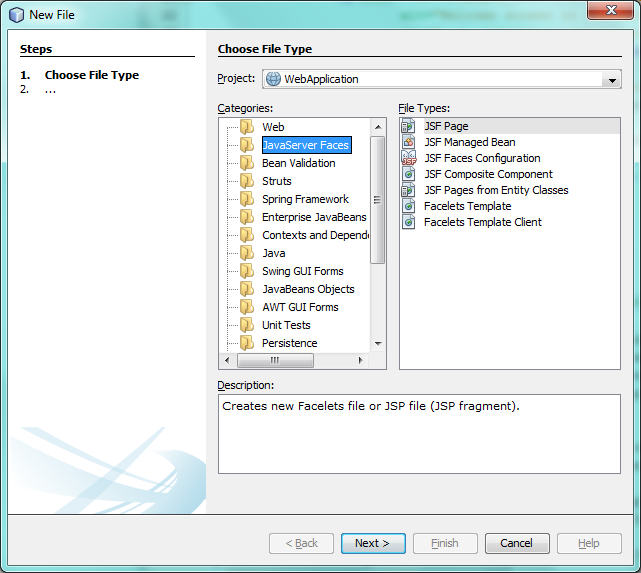 New File
Steps
1. Choose File Type
2. ...
Choose File Type
Project: WebApplication
Categories:
Web
JavaServer Faces
Bean Validation
Struts
Spring Framework
Enterprise JavaBeans
Contexts and Depende
Java
Swing GUI Forms
JavaBeans Objects
AWT GUI Forms
Unit Tests
Persistence
File Types:
JSF Page
JSF Managed Bean
JSF Faces Configuration
JSF Composite Component
JSF Pages from Entity Classes
Facelets Template
Facelets Template Client
Description:
Creates new Facelets file or JSP file (JSP fragment).
< Back Next > Finish Cancel Help